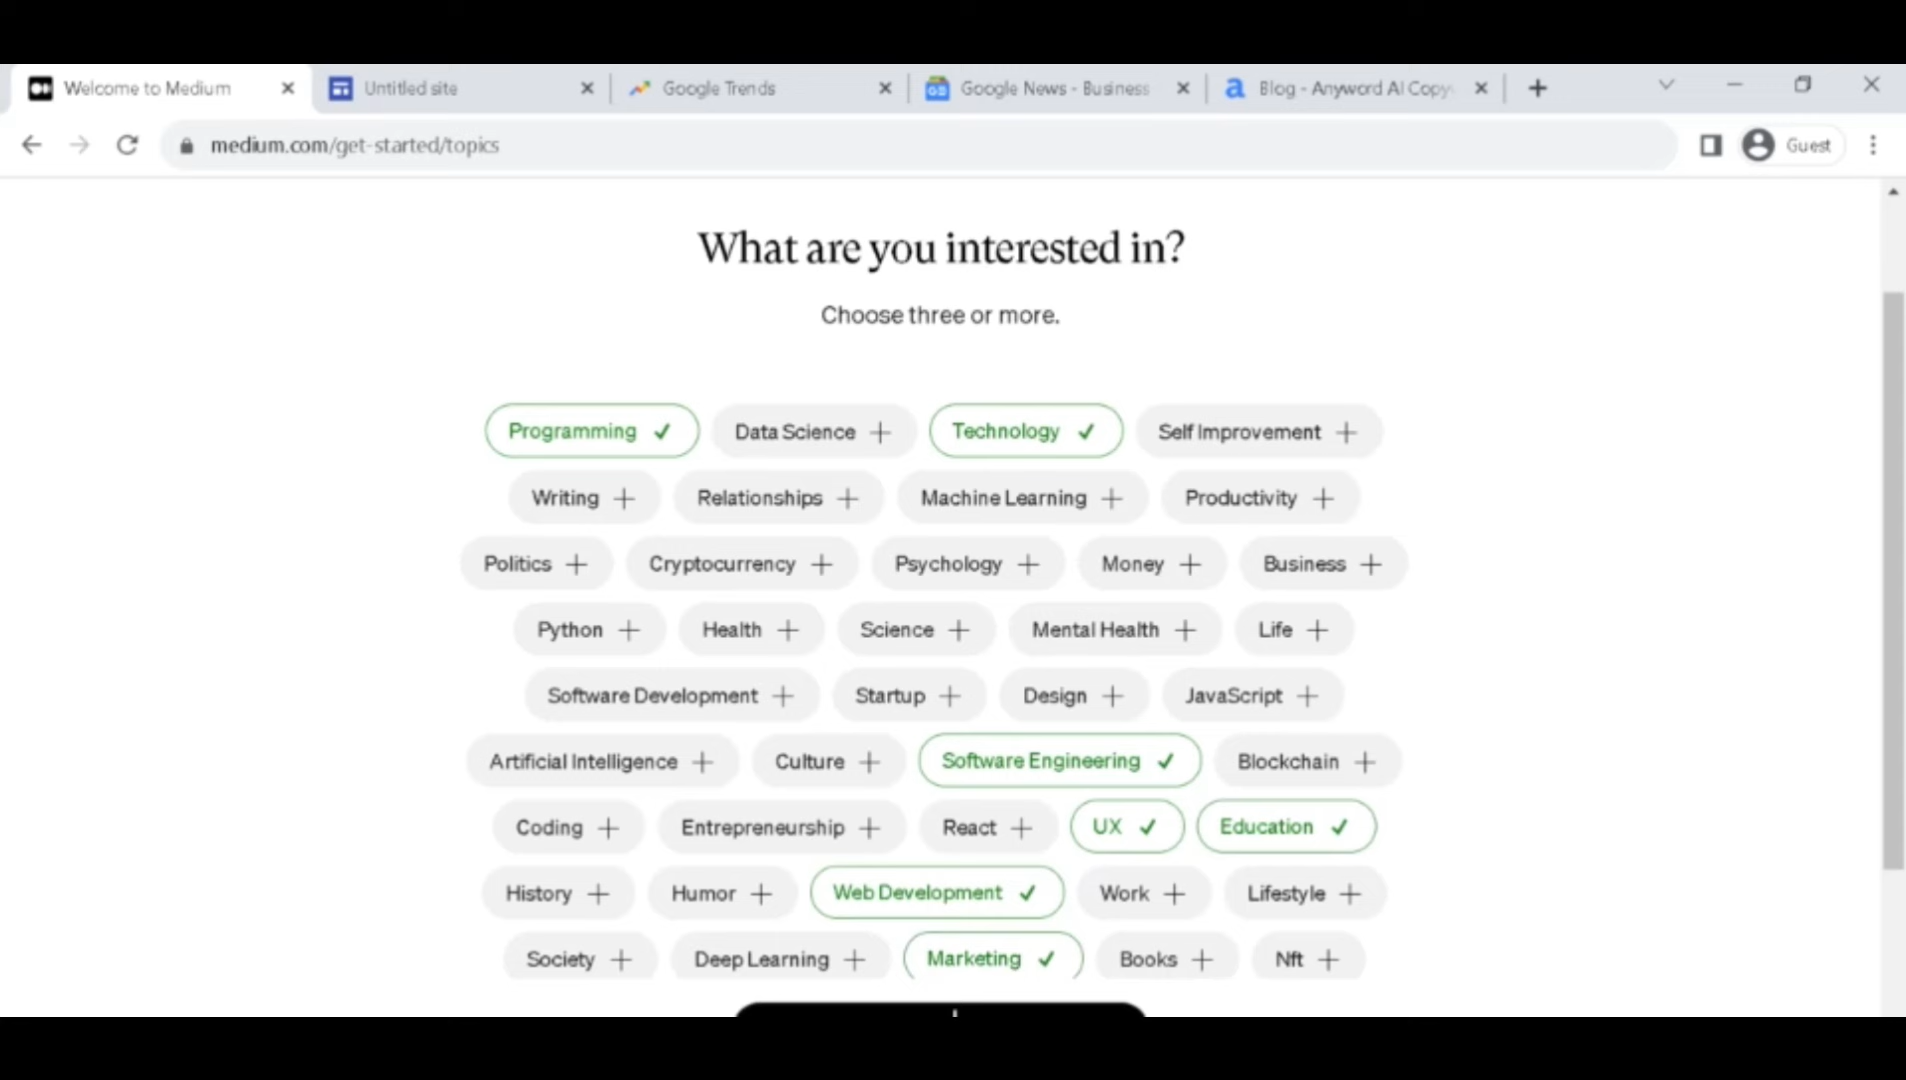 Welcome to Medium
Untitled site
Google Trends
Google News - Business
Blog - Anyword AI Copy
medium.com/get-started/topics
Guest
What are you interested in?
Choose three or more.
Programming Data Science Technology Self Improvement
Writing Relationships Machine Learning Productivity
Politics Cryptocurrency Psychology Money Business
Python Health Science Mental Health Life
Software Development Startup Design JavaScript
Artificial Intelligence Culture Software Engineering Blockchain
Coding Entrepreneurship React UX Education
History Humor Web Development Work Lifestyle
Society Deep Learning Marketing Books Nft